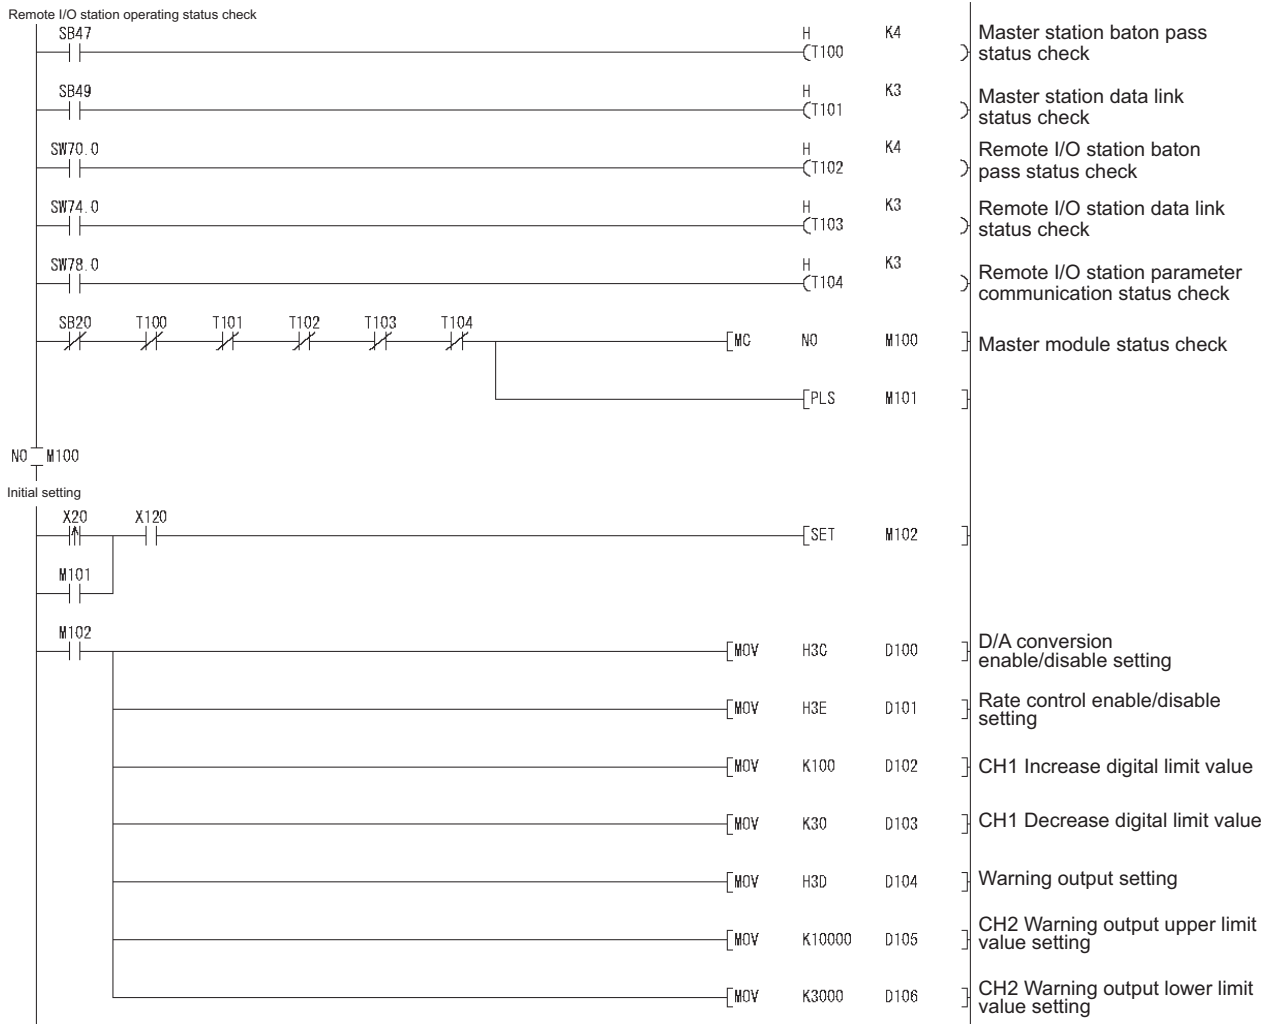 Remote I/O station operating status check
SB47
H K4
T100
Master station baton pass
status check
SB49
H K3
T101
Master station data link
status check
SW70.0
H K4
T102
Remote I/O station baton
pass status check
SW74.0
H K3
T103
Remote I/O station data link
status check
SW78.0
H K3
T104
Remote I/O station parameter
communication status check
SB20 T100 T101 T102 T103 T104
MC N0 M100
Master module status check
PLS M101
N0 M100
Initial setting
X20 X120
SET M102
M101
M102
MOV H3C D100
D/A conversion
enable/disable setting
MOV H3E D101
Rate control enable/disable
setting
MOV K100 D102
CH1 Increase digital limit value
MOV K30 D103
CH1 Decrease digital limit value
MOV H3D D104
Warning output setting
MOV K10000 D105
CH2 Warning output upper limit
value setting
MOV K3000 D106
CH2 Warning output lower limit
value setting